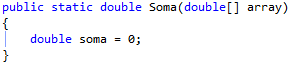 public static double Soma(double[] array)
{
    double soma = 0;
}